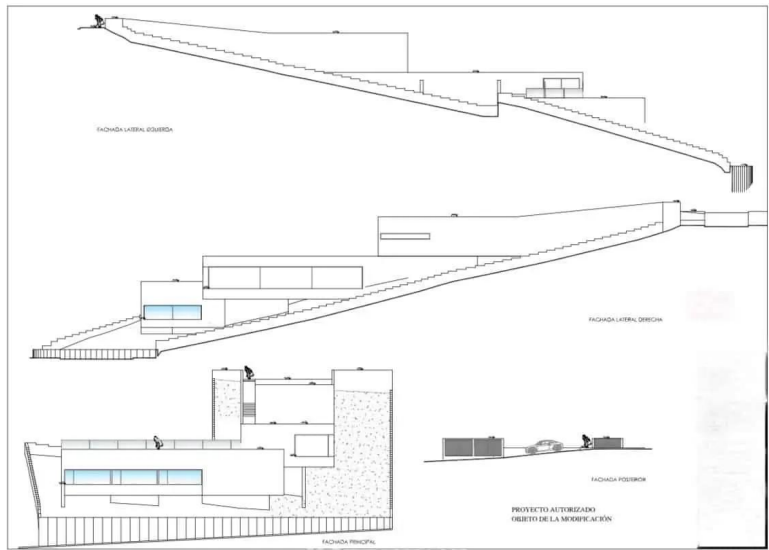 FACHADA LATERAL IZQUIERDA
FACHADA LATERAL DERECHA
FACHADA POSTERIOR
PROYECTO AUTORIZADO
OBJETO DE LA MODIFICACIÓN
FACHADA PRINCIPAL